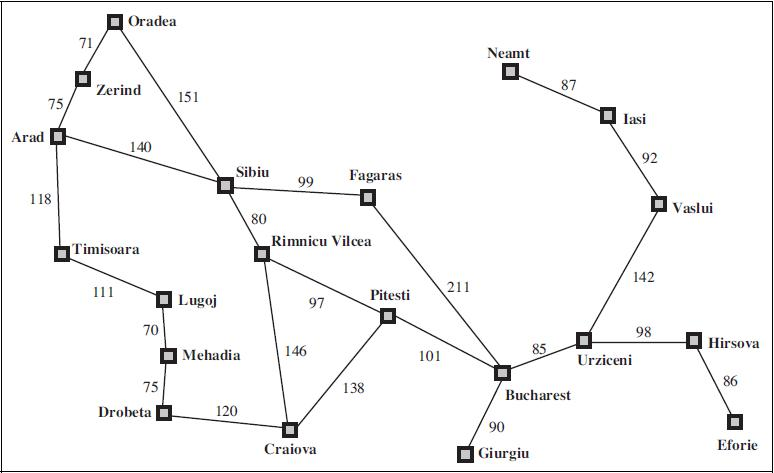 Oradea
71
Neamt
Zerind
87
151
75
Iasi
Arad
140
92
Sibiu
99
Fagaras
118
Vaslui
80
Timisoara
Rimnicu Vilcea
142
111
211
Lugoj
97
Pitesti
70
98
Hirsova
Mehadia
146
101
85
Urziceni
86
75
138
Bucharest
Drobeta
120
90
Craiova
Eforie
Giurgiu